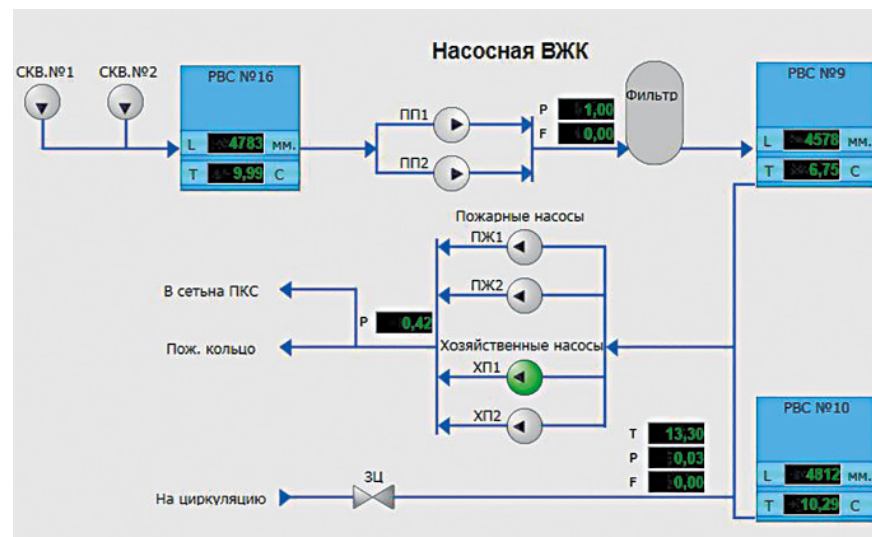 Насосная ВЖК
СКВ.№1
СКВ.№2
РВС №16
L 4783 мм.
T 9,99 C
ПП1
ПП2
P 1,00
F 0,00
Фильтр
РВС №9
L 4578 мм.
T 6,75 C
Пожарные насосы
ПЖ1
ПЖ2
В сетьна ПКС
P 0,42
Пож. кольцо
Хозяйственные насосы
ХП1
ХП2
T 13,30
P 0,03
F 0,00
РВС №10
L 4812 мм.
T 10,29 C
ЗЦ
На циркуляцию